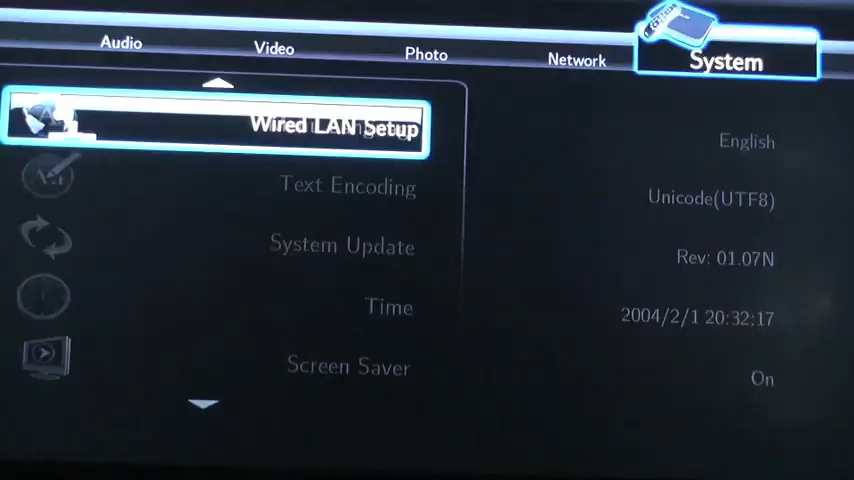 Audio
Video
Photo
Network
System
Wired LAN Setup
English
Text Encoding
Unicode(UTF8)
System Update
Rev: 01.07N
Time
2004/2/1 20:32:17
Screen Saver
On